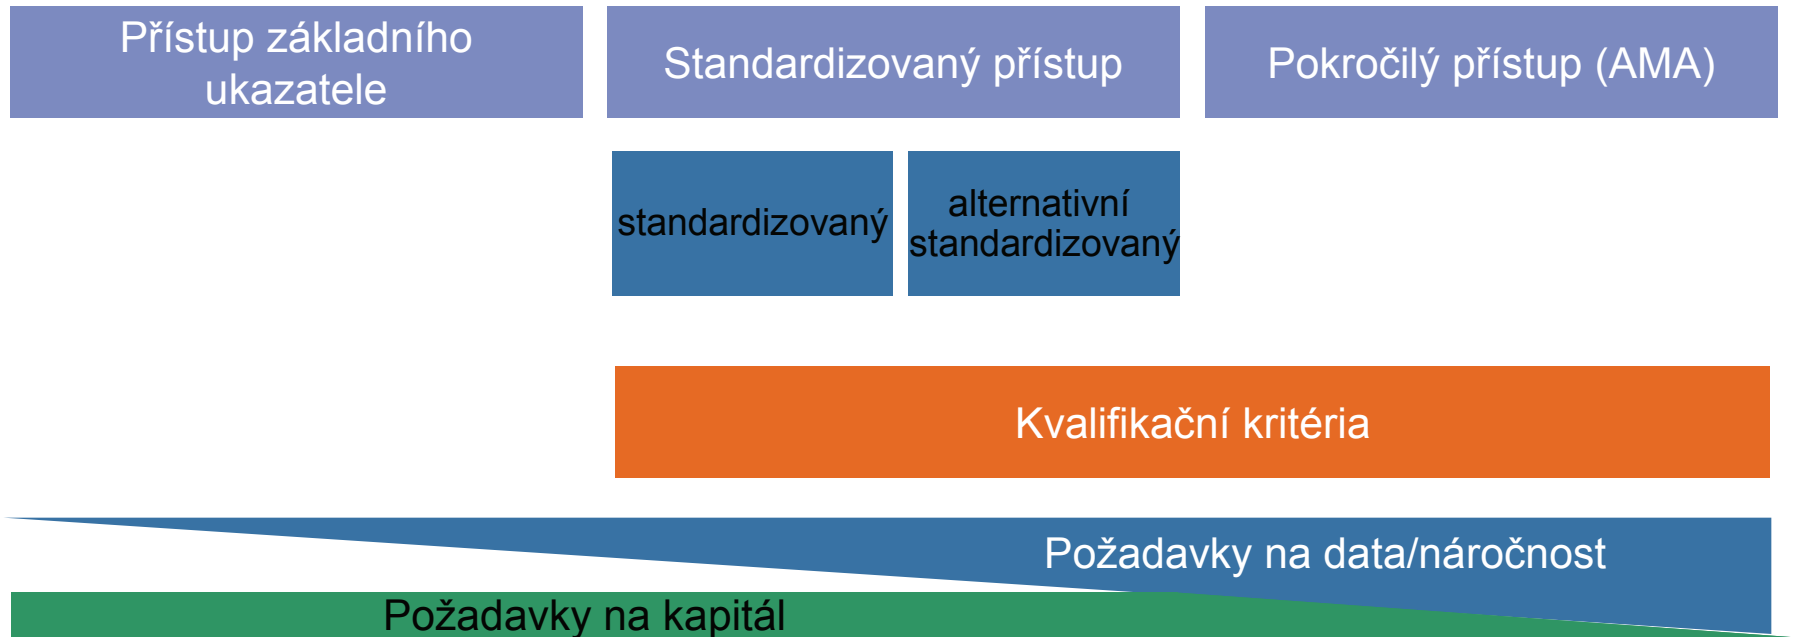 Přístup základního
ukazatele
Standardizovaný přístup
Pokročilý přístup (AMA)
standardizovaný
alternativní
standardizovaný
Kvalifikační kritéria
Požadavky na data/náročnost
Požadavky na kapitál